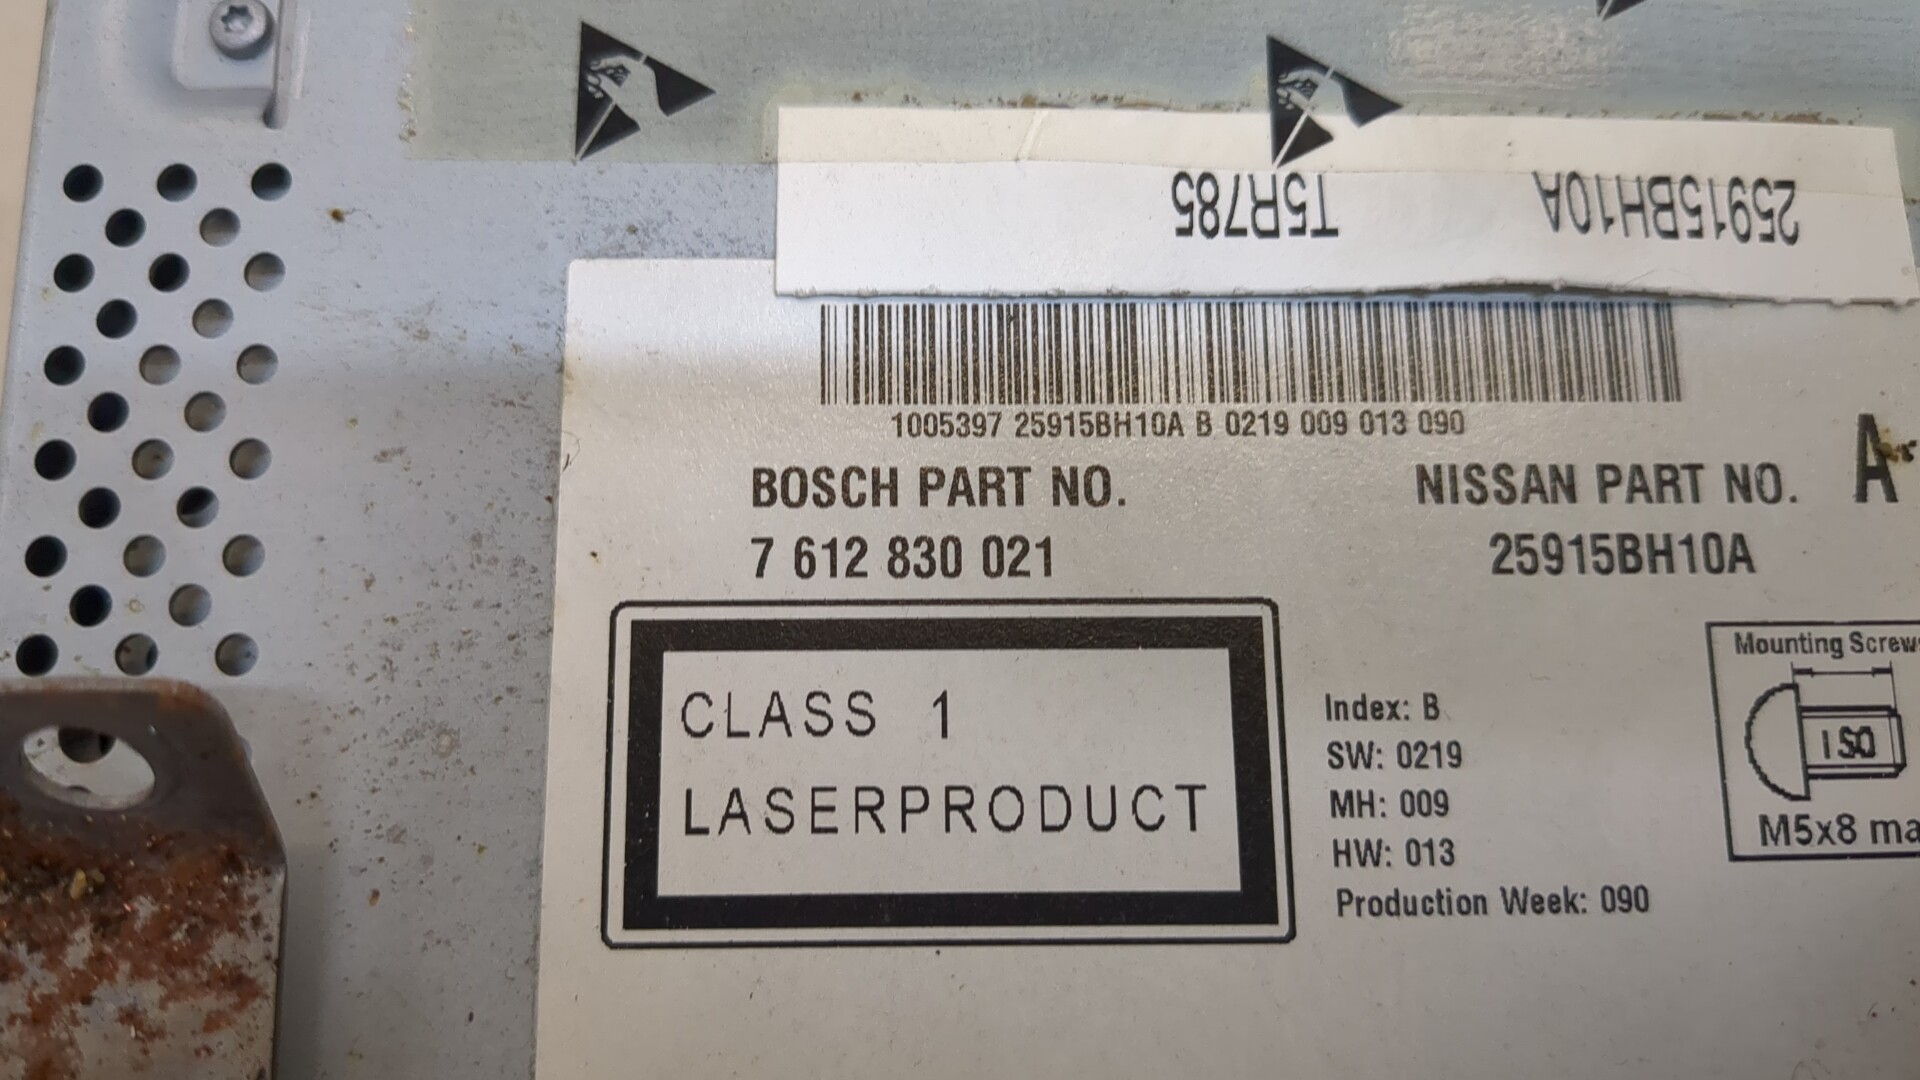 25915BH10A T5R785
1005397 25915BH10A B 0219 009 013 090
BOSCH PART NO.
7 612 830 021
NISSAN PART NO.
25915BH10A
A
CLASS 1
LASERPRODUCT
Index: B
SW: 0219
MH: 009
HW: 013
Production Week: 090
Mounting Screw
ISO
M5x8 ma